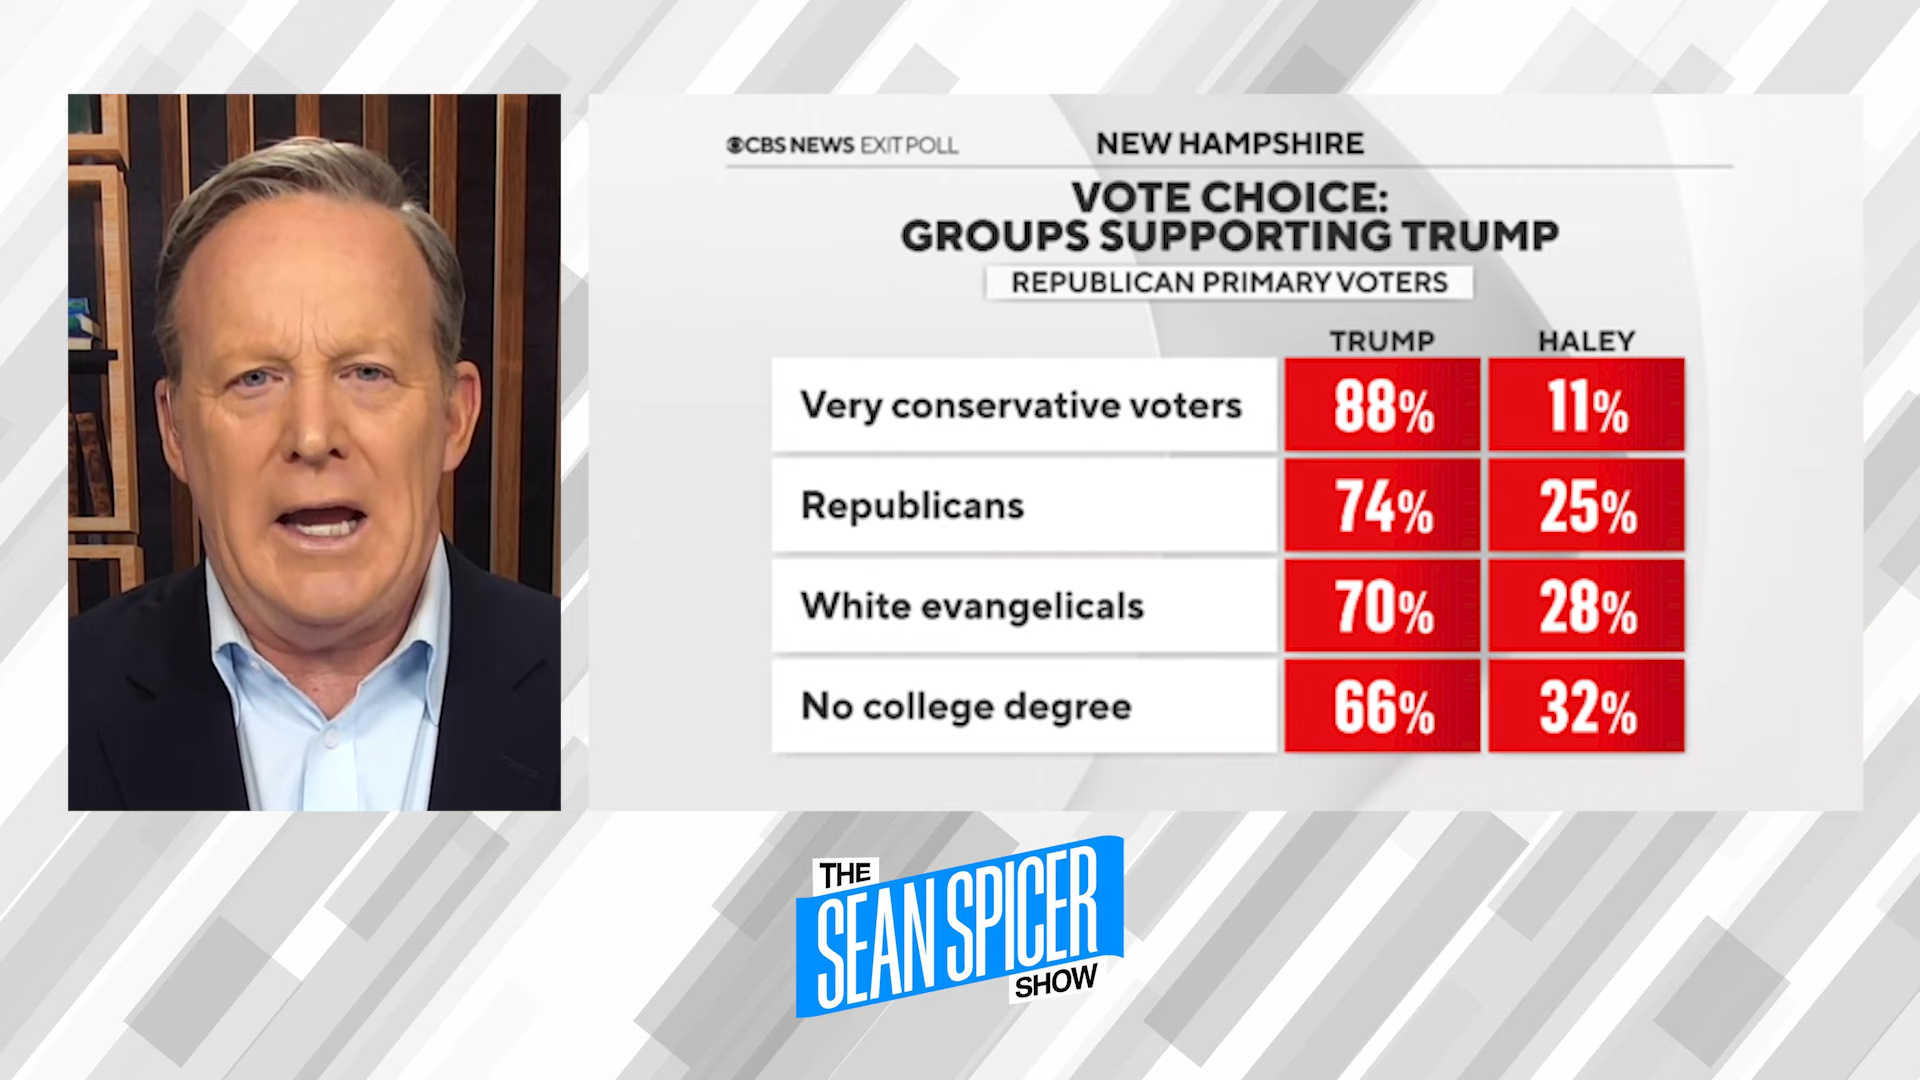 CBS NEWS EXIT POLL
NEW HAMPSHIRE
VOTE CHOICE:
GROUPS SUPPORTING TRUMP
REPUBLICAN PRIMARY VOTERS
TRUMP HALEY
Very conservative voters 88% 11%
Republicans 74% 25%
White evangelicals 70% 28%
No college degree 66% 32%
THE
SEAN SPICER
SHOW